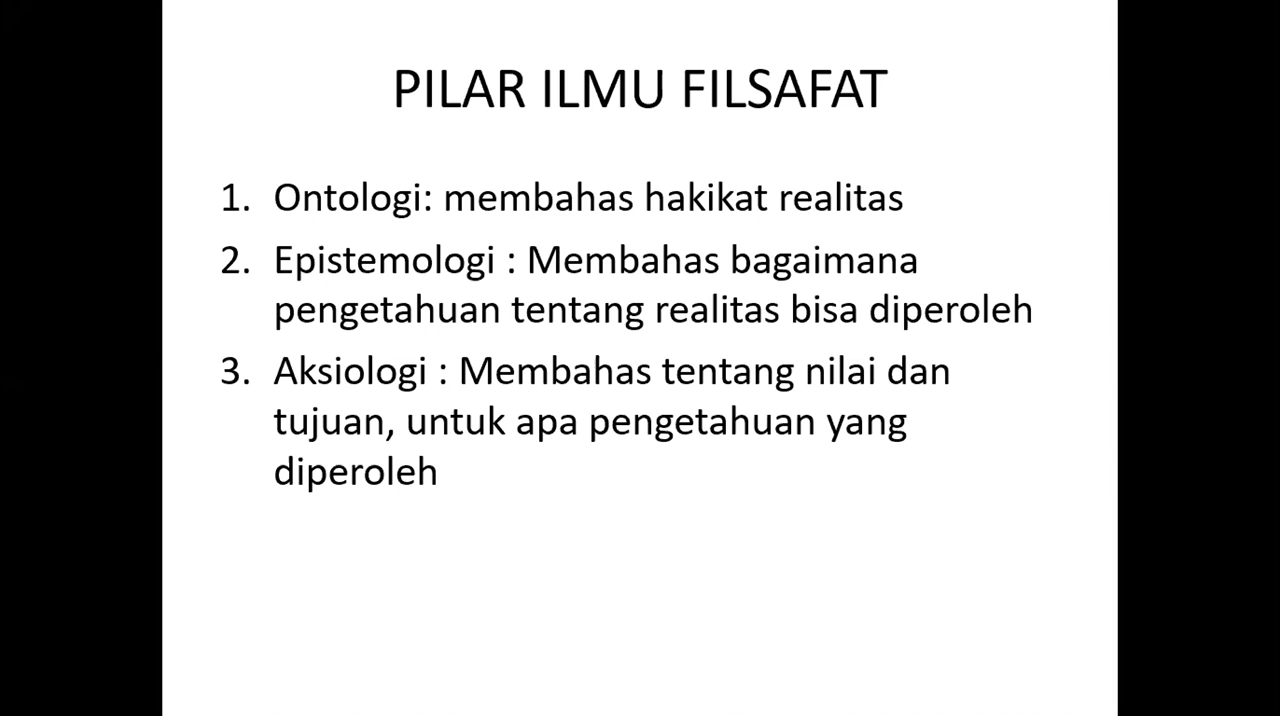 PILAR ILMU FILSAFAT
1. Ontologi: membahas hakikat realitas
2. Epistemologi : Membahas bagaimana
pengetahuan tentang realitas bisa diperoleh
3. Aksiologi : Membahas tentang nilai dan
tujuan, untuk apa pengetahuan yang
diperoleh